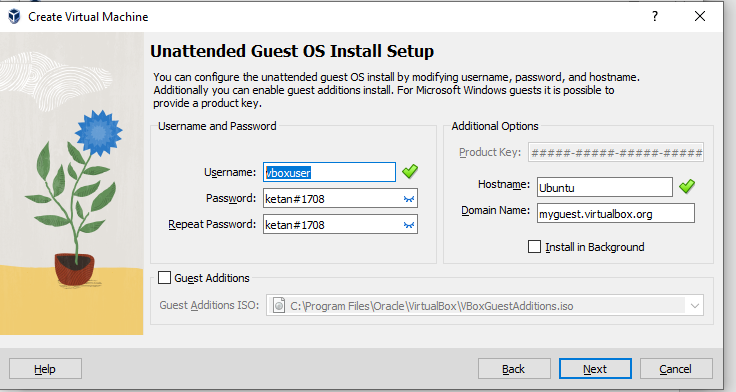 Create Virtual Machine
?
Unattended Guest OS Install Setup
You can configure the unattended guest OS install by modifying username, password, and hostname.
Additionally you can enable guest additions install. For Microsoft Windows guests it is possible to
provide a product key.
Username and Password
Username: vboxuser
Password: ketan#1708
Repeat Password: ketan#1708
Additional Options
Product Key: #####-#####-#####-#####-#####
Hostname: Ubuntu
Domain Name: myguest.virtualbox.org
Install in Background
Guest Additions
Guest Additions ISO: C:\Program Files\Oracle\VirtualBox\VBoxGuestAdditions.iso
Help
Back
Next
Cancel